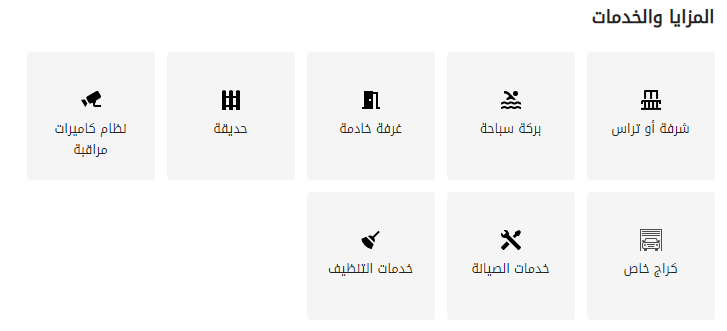 المزايا والخدمات
شرفة أو تراس
بركة سباحة
غرفة خادمة
حديقة
نظام كاميرات
مراقبة
كراج خاص
خدمات الصيانة
خدمات التنظيف